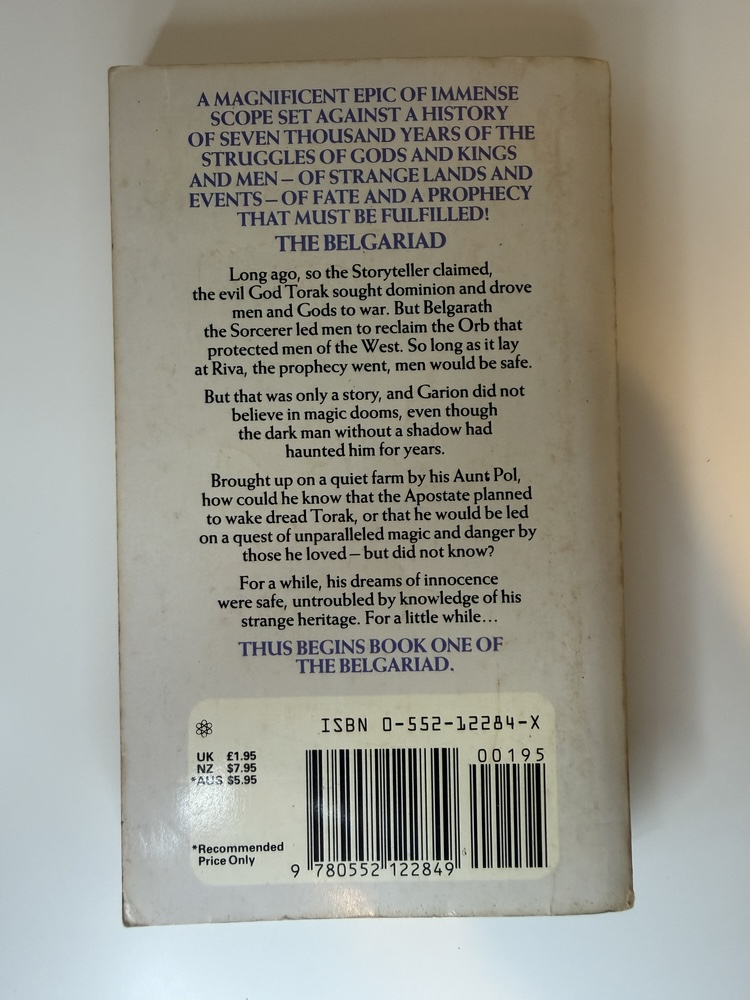 A MAGNIFICENT EPIC OF IMMENSE
SCOPE SET AGAINST A HISTORY
OF SEVEN THOUSAND YEARS OF THE
STRUGGLES OF GODS AND KINGS
AND MEN – OF STRANGE LANDS AND
EVENTS – OF FATE AND A PROPHECY
THAT MUST BE FULFILLED!
THE BELGARIAD
Long ago, so the Storyteller claimed,
the evil God Torak sought dominion and drove
men and Gods to war. But Belgarath
the Sorcerer led men to reclaim the Orb that
protected men of the West. So long as it lay
at Riva, the prophecy went, men would be safe.
But that was only a story, and Garion did not
believe in magic dooms, even though
the dark man without a shadow had
haunted him for years.
Brought up on a quiet farm by his Aunt Pol,
how could he know that the Apostate planned
to wake dread Torak, or that he would be led
on a quest of unparalleled magic and danger by
those he loved – but did not know?
For a while, his dreams of innocence
were safe, untroubled by knowledge of his
strange heritage. For a little while...
THUS BEGINS BOOK ONE OF
THE BELGARIAD.
ISBN 0-552-12284-X
UK £1.95
NZ $7.95
*AUS $5.95
*Recommended
Price Only
00195
9 780552 122849